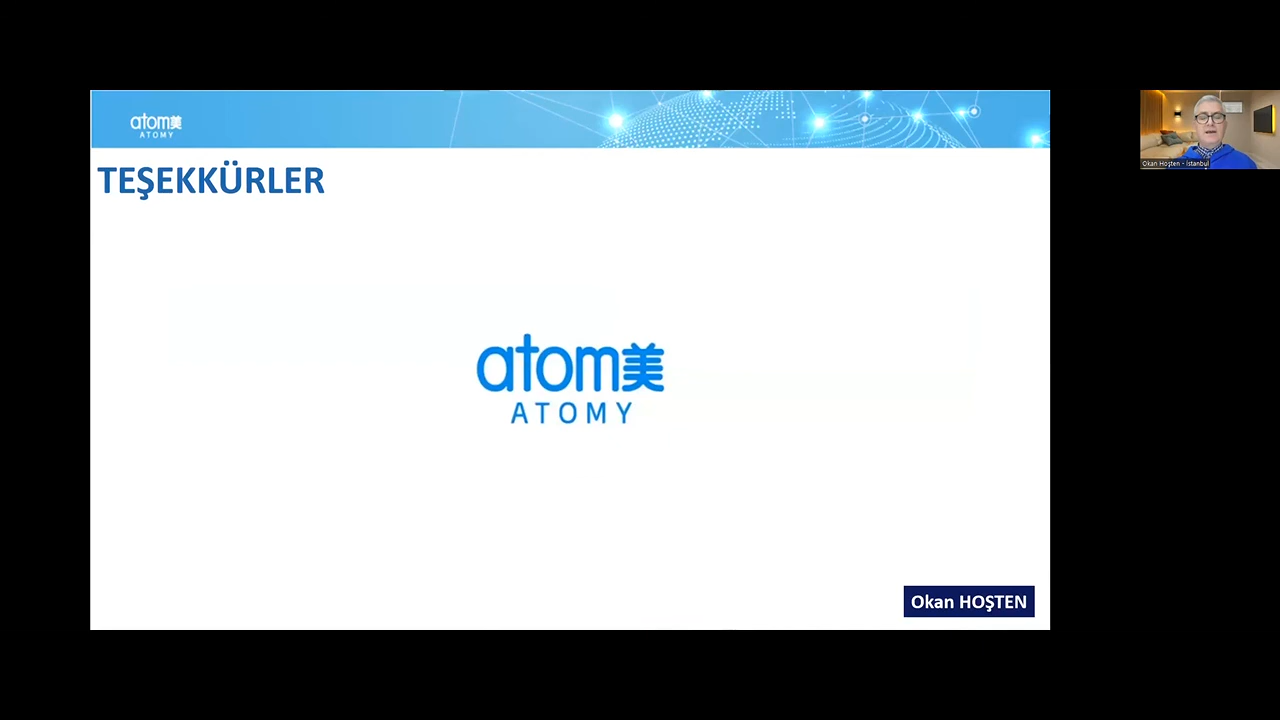 atom美
ATOMY
TEŞEKKÜRLER
atom美
ATOMY
Okan HOŞTEN
Okan Hoşten - İstanbul